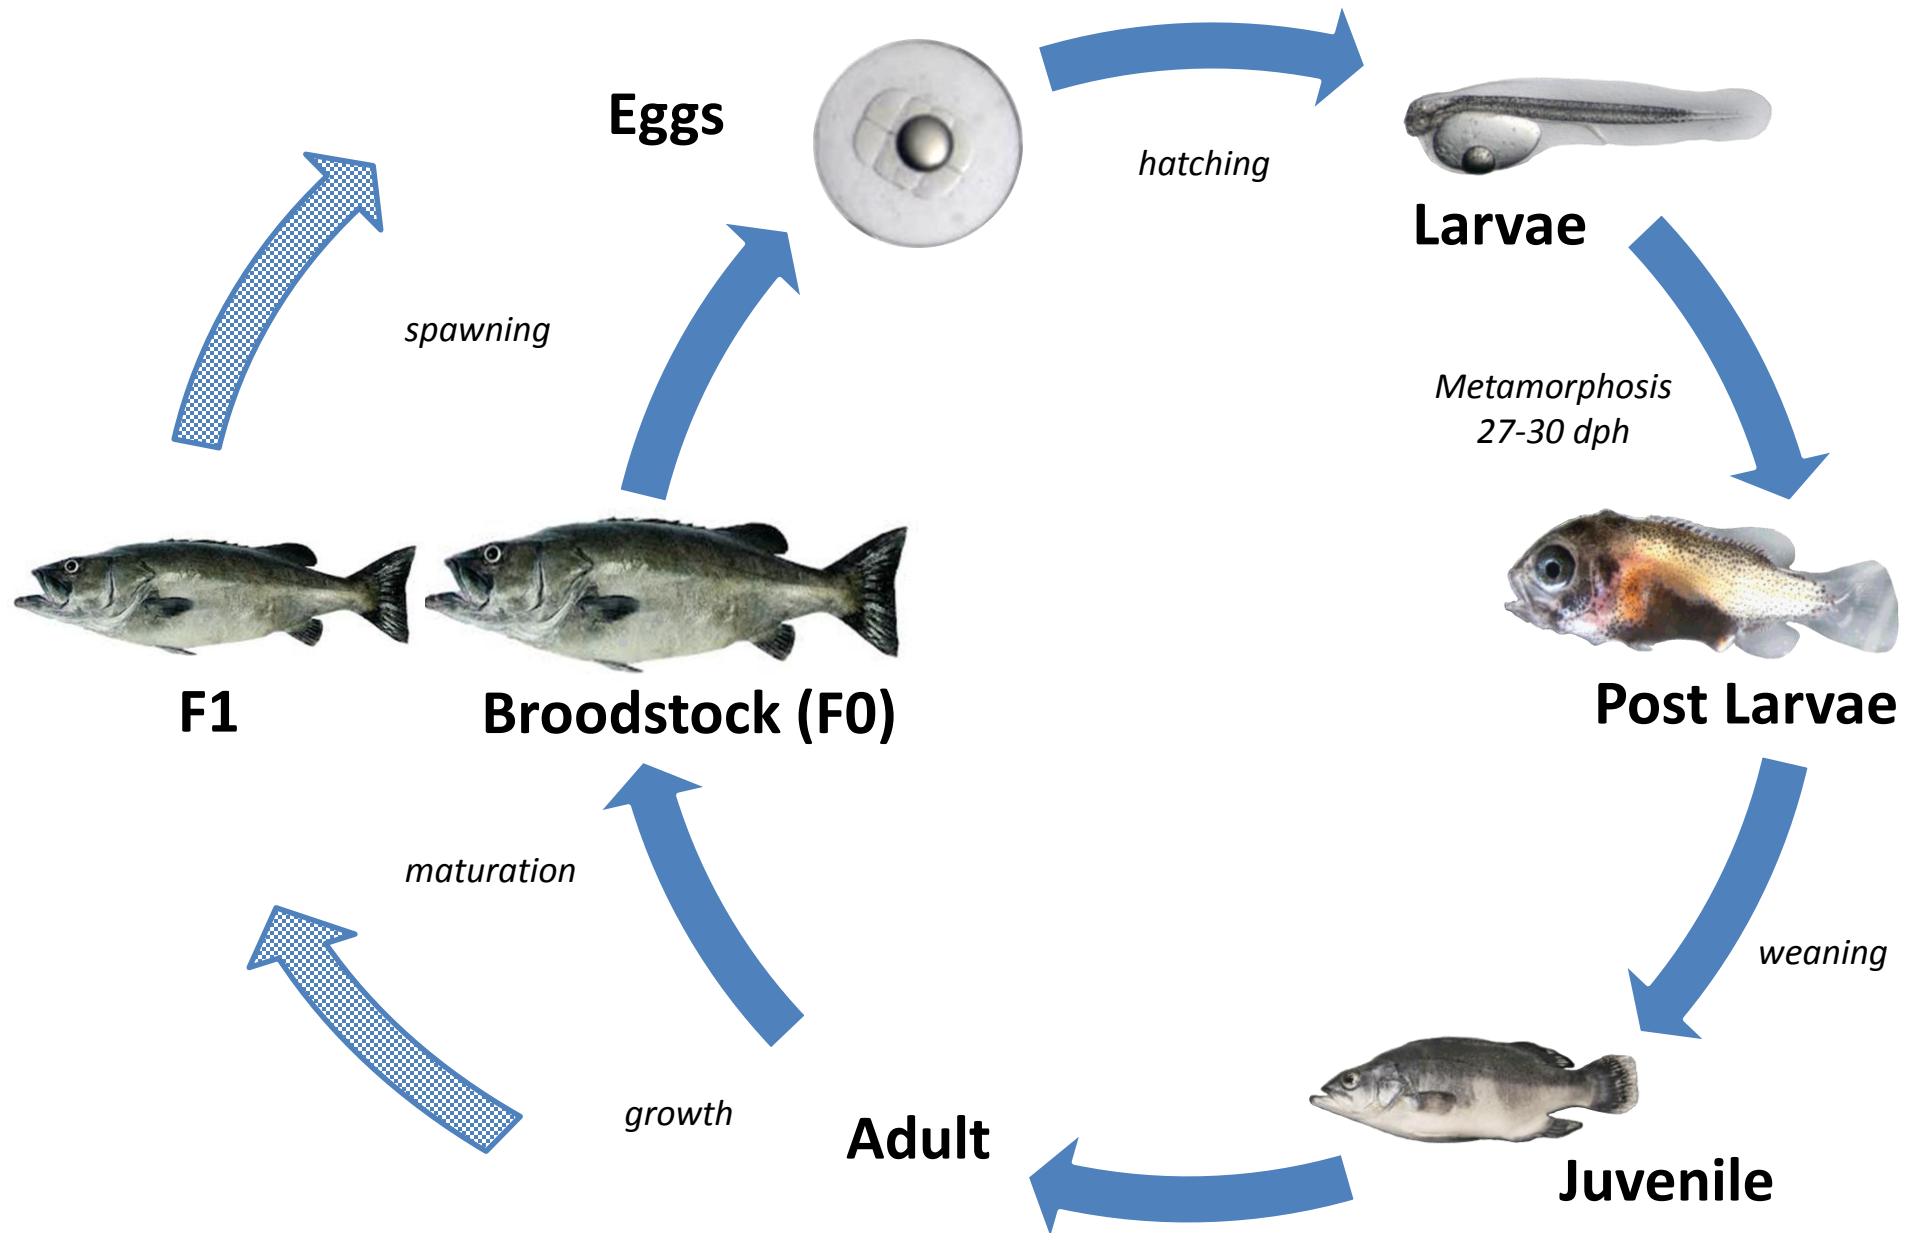 Eggs
hatching
Larvae
spawning
Metamorphosis
27-30 dph
F1
Broodstock (F0)
Post Larvae
maturation
weaning
growth
Adult
Juvenile